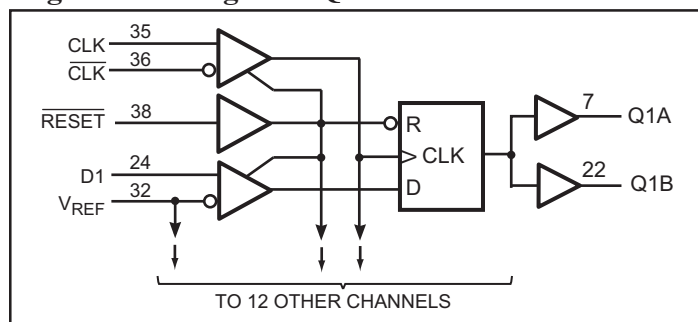 CLK 35
CLK 36
RESET 38
D1 24
VREF 32
R
CLK
D
7 Q1A
22 Q1B
TO 12 OTHER CHANNELS